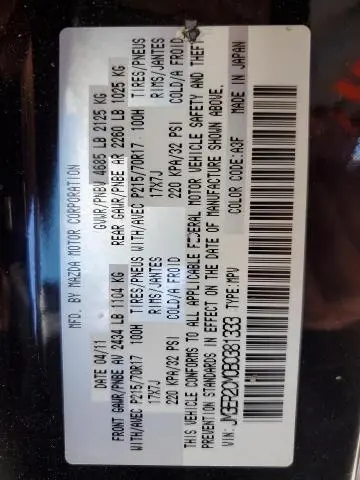 MFD. BY MAZDA MOTOR CORPORATION
DATE 04/11 GVWR/PNBV 4685 LB 2125 KG
FRONT GAWR/PNBE AV 2404 LB 1104 KG REAR GAWR/PNBE AR 2260 LB 1025 KG
WITH/AVEC P215/70R17 100H TIRES/PNEUS WITH/AVEC P215/70R17 100H TIRES/PNEUS
17X7J RIMS/JANTES 17X7J RIMS/JANTES
220 KPA/32 PSI COLD/A FROID 220 KPA/32 PSI COLD/A FROID
THIS VEHICLE CONFORMS TO ALL APPLICABLE FEDERAL MOTOR VEHICLE SAFETY AND THEFT
PREVENTION STANDARDS IN EFFECT ON THE DATE OF MANUFACTURE SHOWN ABOVE.
VIN: JM3ER2CM0B0381333 TYPE:MPV COLOR CODE:A3F MADE IN JAPAN